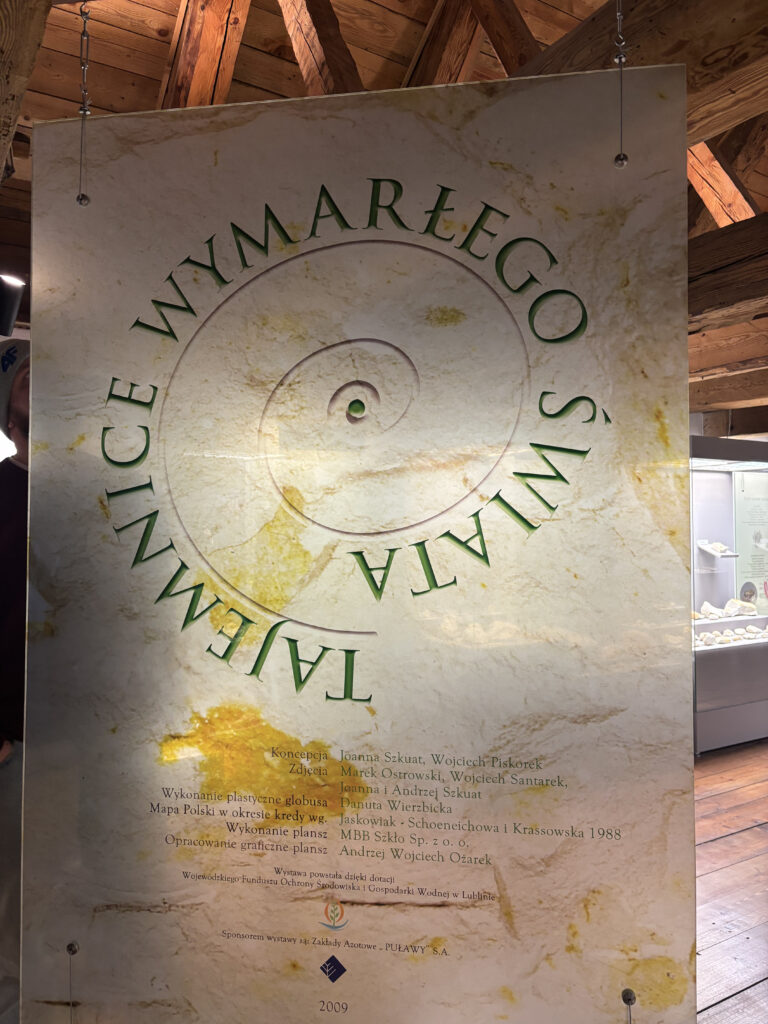 TAJEMNICE WYMARŁEGO ŚWIATA
Koncepcja Joanna Szkuat, Wojciech Piskorek
Zdjęcia Marek Ostrowski, Wojciech Santarek,
Joanna i Andrzej Szkuat
Wykonanie plastyczne globusa Danuta Wierzbicka
Mapa Polski w okresie kredy wg. Jaskowiak - Schoeneichowa i Krassowska 1988
Wykonanie plansz MBB Szkło Sp. z o. o.
Opracowanie graficzne plansz Andrzej Wojciech Ożarek
Wystawa powstała dzięki dotacji
Wojewódzkiego Funduszu Ochrony Środowiska i Gospodarki Wodnej w Lublinie
Sponsorem wystawy są: Zakłady Azotowe „ PUŁAWY" S.A.
2009